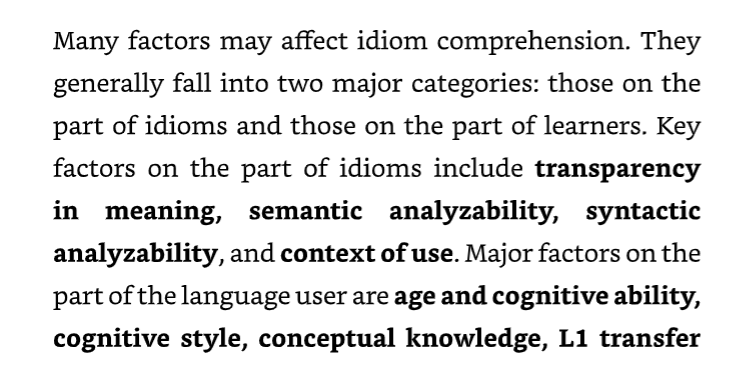 Many factors may affect idiom comprehension. They
generally fall into two major categories: those on the
part of idioms and those on the part of learners. Key
factors on the part of idioms include transparency
in meaning, semantic analyzability, syntactic
analyzability, and context of use. Major factors on the
part of the language user are age and cognitive ability,
cognitive style, conceptual knowledge, L1 transfer